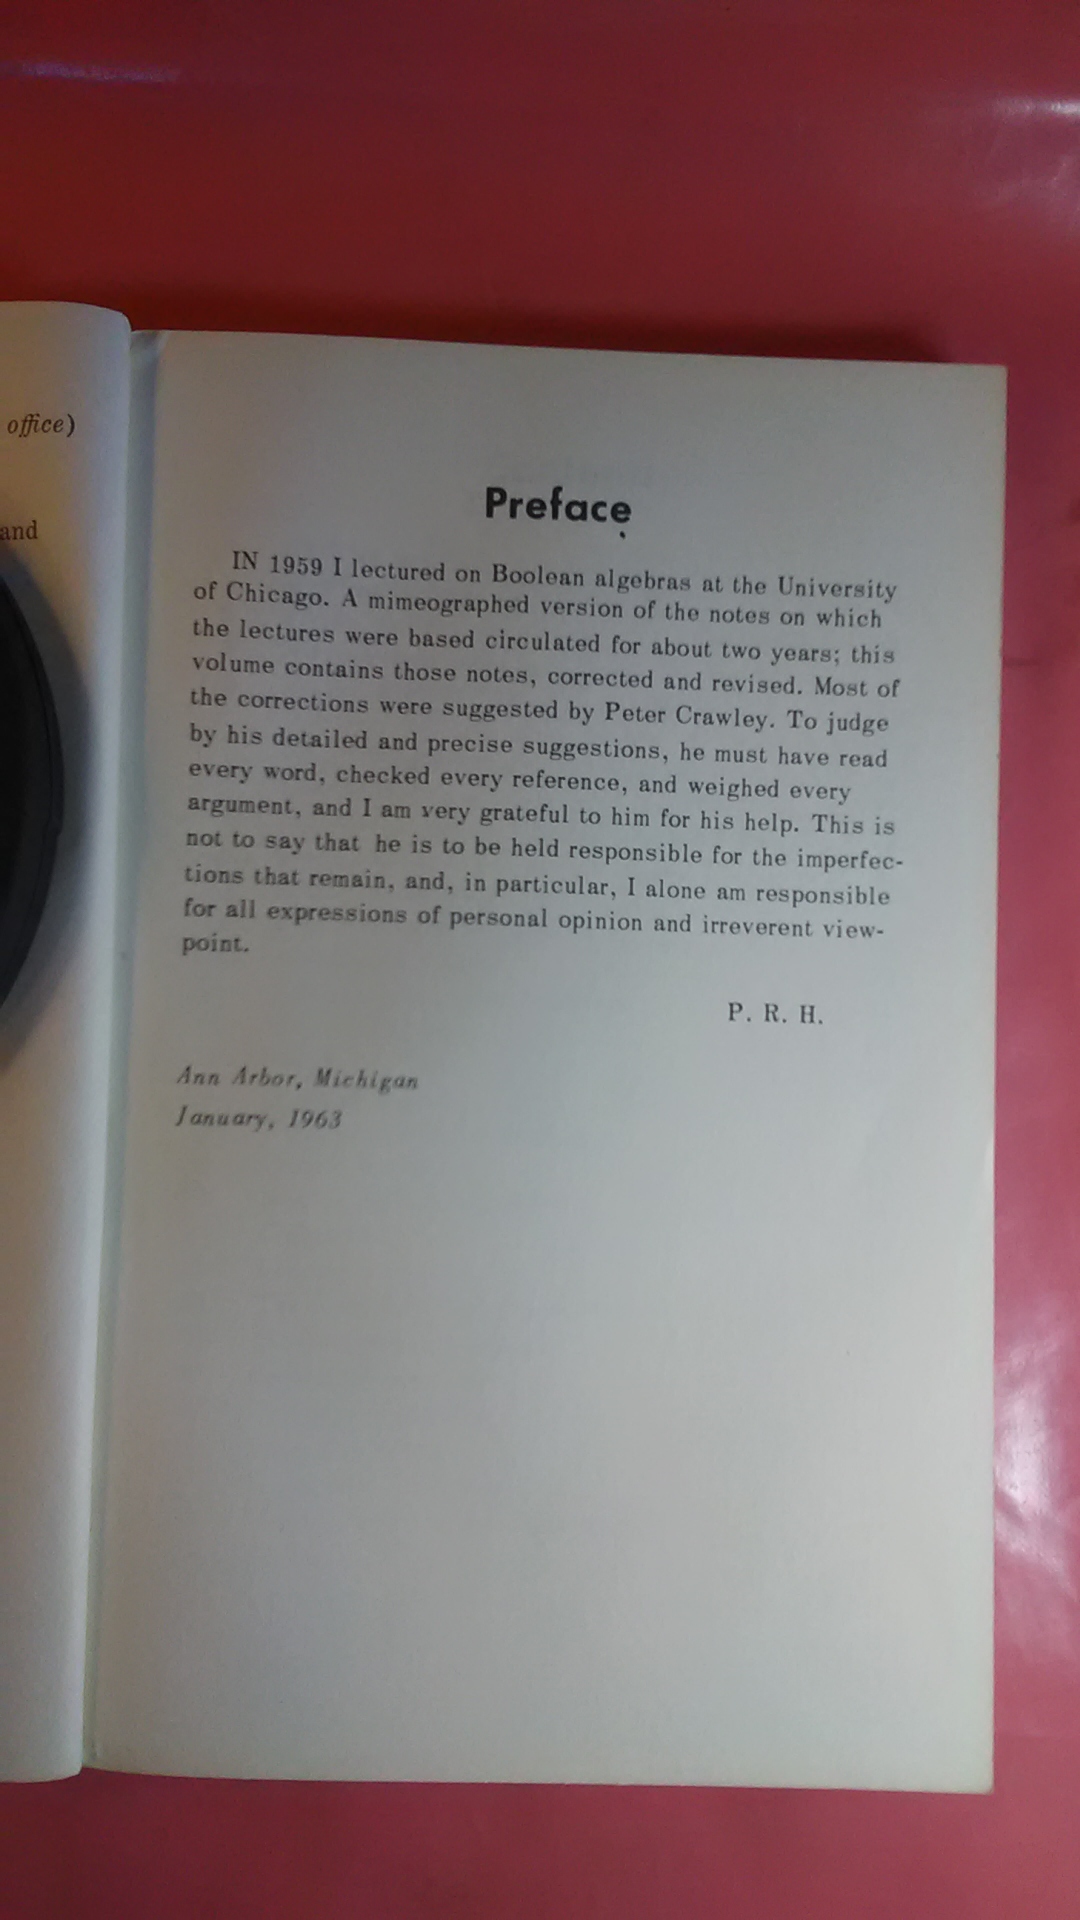 office)
and
Preface
IN 1959 I lectured on Boolean algebras at the University
of Chicago. A mimeographed version of the notes on which
the lectures were based circulated for about two years; this
volume contains those notes, corrected and revised. Most of
the corrections were suggested by Peter Crawley. To judge
by his detailed and precise suggestions, he must have read
every word, checked every reference, and weighed every
argument, and I am very grateful to him for his help. This is
not to say that he is to be held responsible for the imperfec-
tions that remain, and, in particular, I alone am responsible
for all expressions of personal opinion and irreverent view-
point.
P. R. H.
Ann Arbor, Michigan
January, 1963